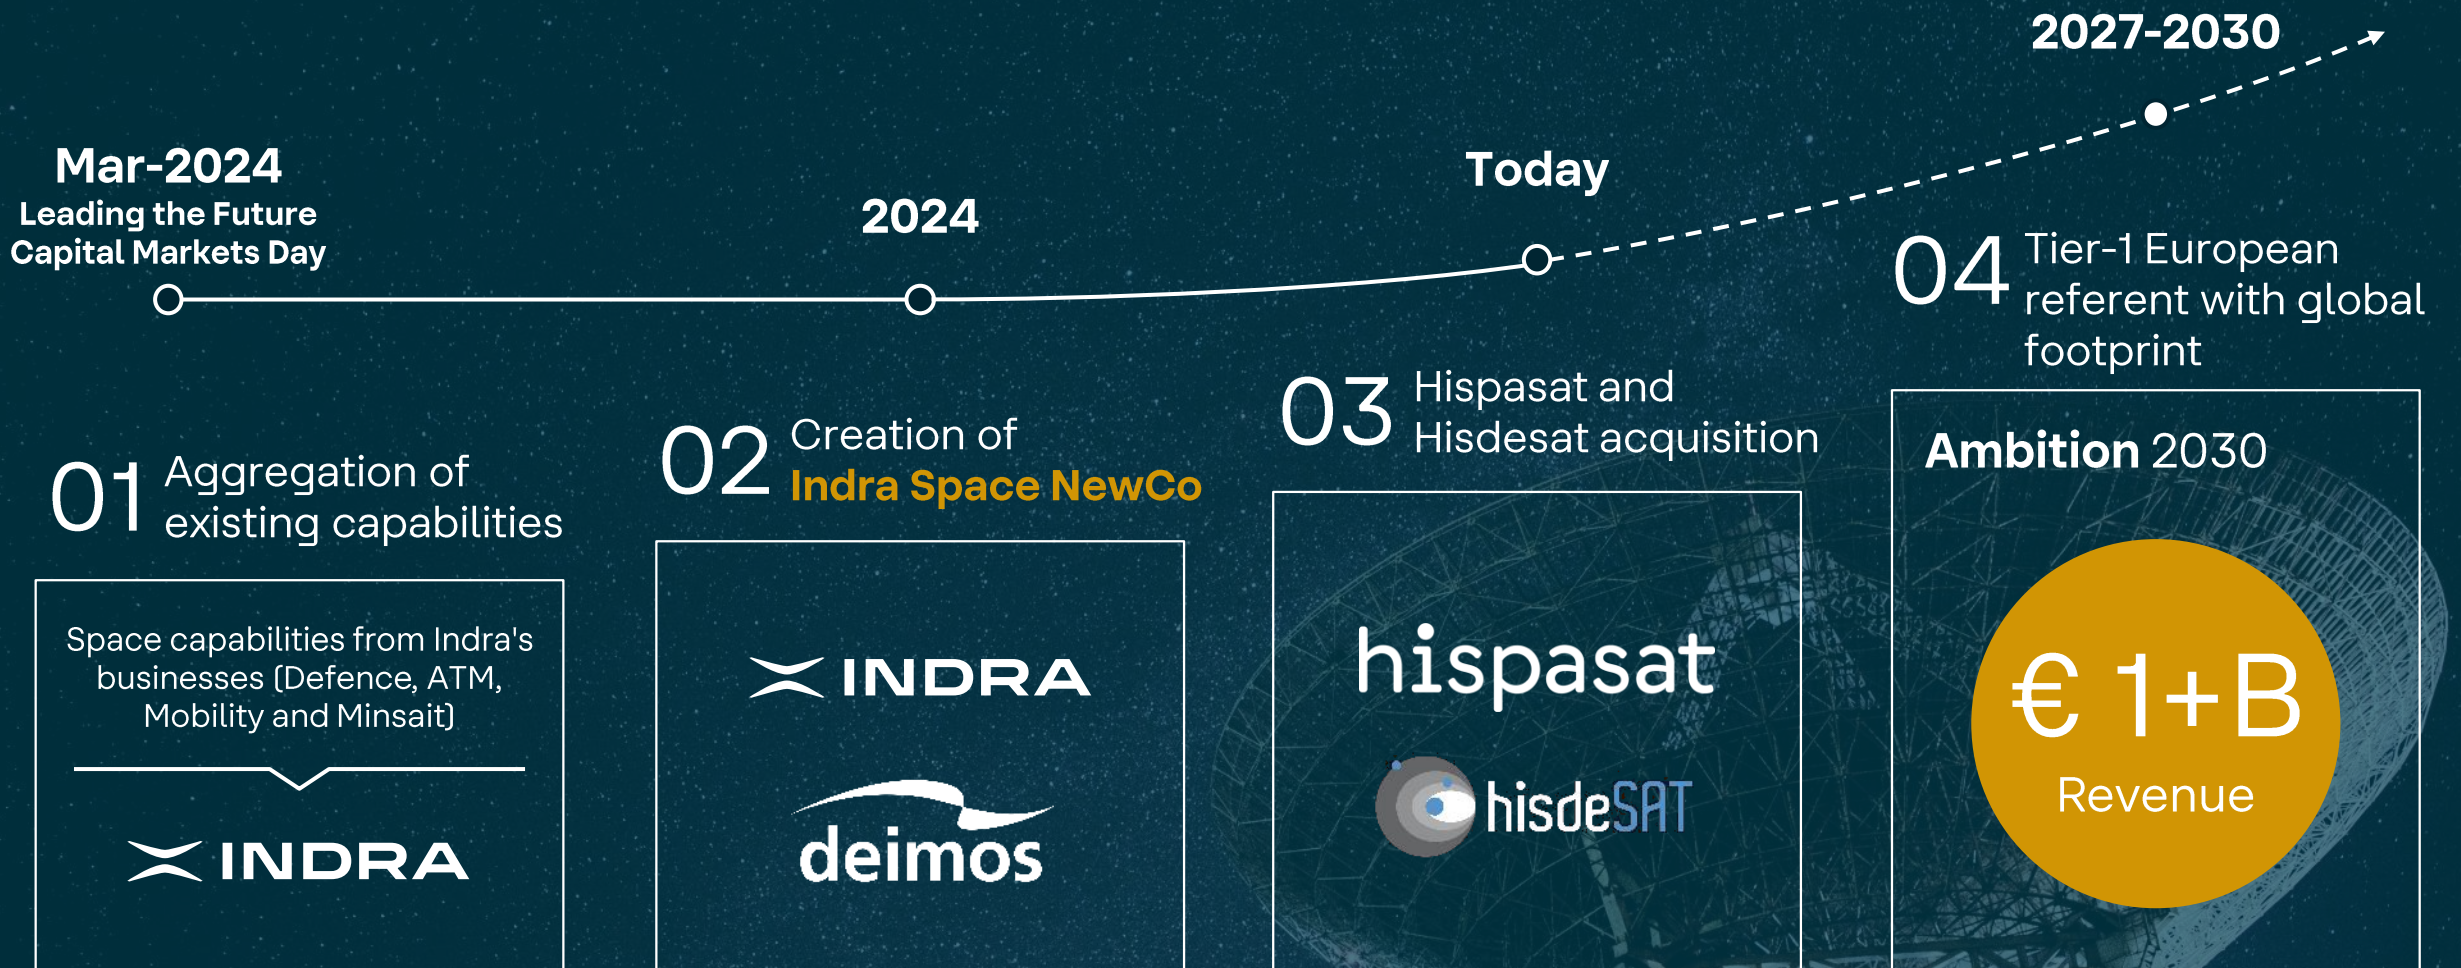 Mar-2024
Leading the Future
Capital Markets Day
2024
Today
2027-2030
01
Aggregation of
existing capabilities
Space capabilities from Indra's
businesses (Defence, ATM,
Mobility and Minsait)
INDRA
02
Creation of
Indra Space NewCo
INDRA
deimos
03
Hispasat and
Hisdesat acquisition
hispasat
hisdeSAT
04
Tier-1 European
referent with global
footprint
Ambition 2030
€ 1+B
Revenue